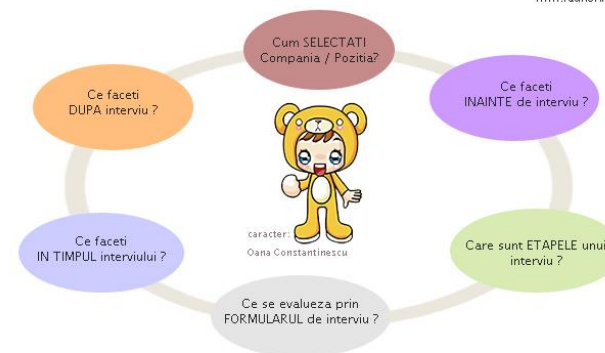 Cum SELECTATI
Compania / Pozitia?
Ce faceti
INAINTE de interviu ?
Care sunt ETAPELE unui
interviu ?
Ce se evalueza prin
FORMULARUL de interviu ?
Ce faceti
IN TIMPUL interviului ?
Ce faceti
DUPA interviu ?
caracter:
Oana Constantinescu